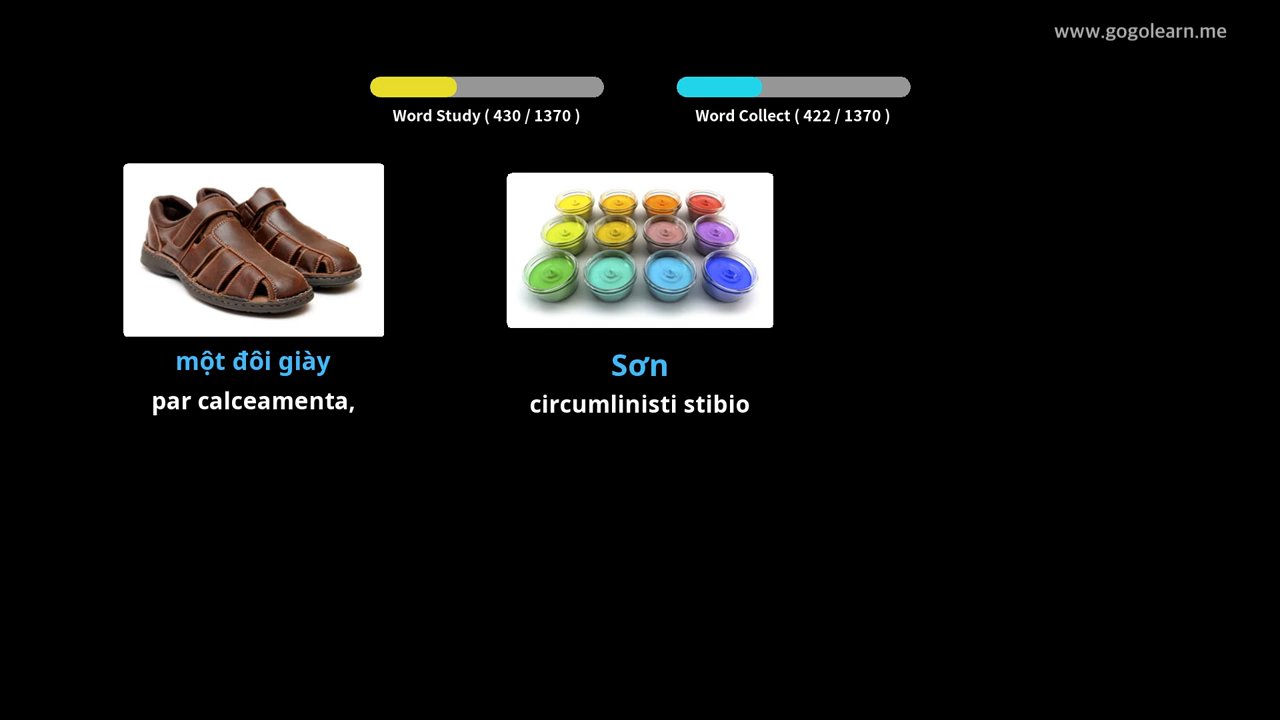 www.gogolearn.me
Word Study ( 430 / 1370 )
Word Collect ( 422 / 1370 )
một đôi giày
par calceamenta,
Sơn
circumlinisti stibio